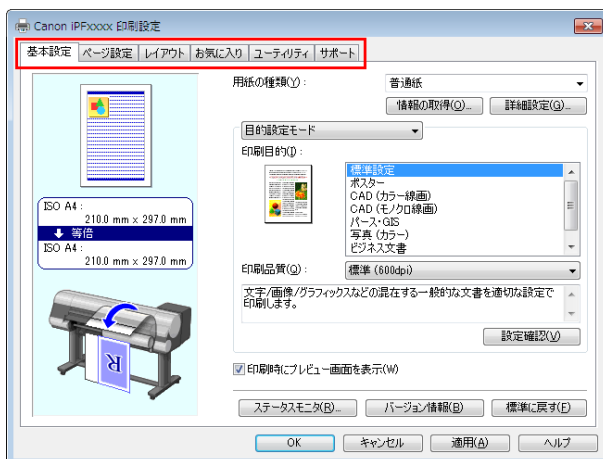 Canon iPFxxxx 印刷設定
基本設定 ページ設定 レイアウト お気に入り ユーティリティ サポート
用紙の種類(Y): 普通紙
情報の取得(O)... 詳細設定(G)...
目的設定モード
印刷目的(I):
標準設定
ポスター
CAD (カラー線画)
CAD (モノクロ線画)
パース・GIS
写真 (カラー)
ビジネス文書
ISO A4 :
210.0 mm x 297.0 mm
等倍
ISO A4 :
210.0 mm x 297.0 mm
印刷品質(Q): 標準 (600dpi)
文字/画像/グラフィックスなどの混在する一般的な文書を適切な設定で
印刷します。
設定確認(V)
R
印刷時にプレビュー画面を表示(W)
ステータスモニタ(R)... バージョン情報(B) 標準に戻す(F)
OK キャンセル 適用(A) ヘルプ